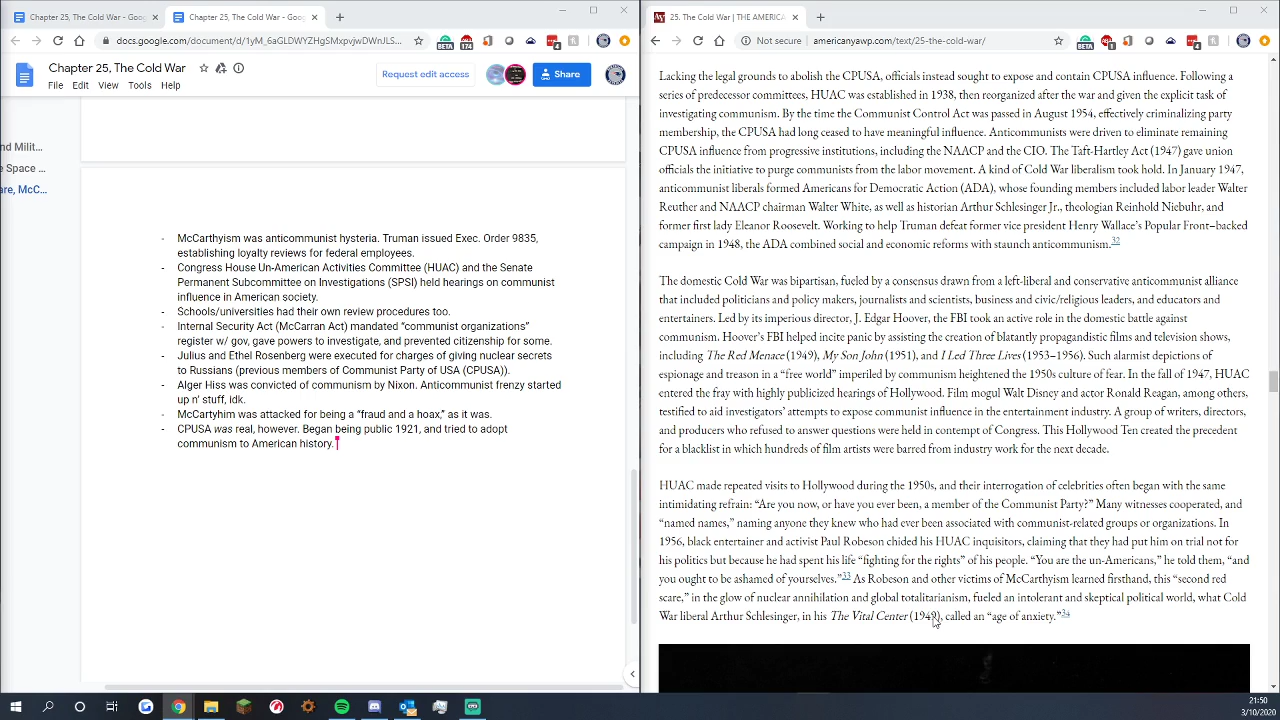 Chapter 25, The Cold War - Goo
Chapter 25, The Cold War - Goo
docs.google.com/document/d/1yM_6aGLDWYZHgSMxpvjwDWnJLS...
BETA
174
4
Chapter 25, The Cold War
File Edit View Tools Help
Request edit access
Share
nd Milit...
e Space ...
are, McC...
- McCarthyism was anticommunist hysteria. Truman issued Exec. Order 9835,
establishing loyalty reviews for federal employees.
- Congress House Un-American Activities Committee (HUAC) and the Senate
Permanent Subcommittee on Investigations (SPSI) held hearings on communist
influence in American society.
- Schools/universities had their own review procedures too.
- Internal Security Act (McCarran Act) mandated “communist organizations”
register w/ gov, gave powers to investigate, and prevented citizenship for some.
- Julius and Ethel Rosenberg were executed for charges of giving nuclear secrets
to Russians (previous members of Communist Party of USA (CPUSA)).
- Alger Hiss was convicted of communism by Nixon. Anticommunist frenzy started
up n’ stuff, idk.
- McCartyhim was attacked for being a “fraud and a hoax,” as it was.
- CPUSA was real, however. Began being public 1921, and tried to adopt
communism to American history.
25. The Cold War | THE AMERICA
Not secure americanyawp.com/text/25-the-cold-war/
BETA
1
4
Lacking the legal grounds to abolish the CPUSA, officials instead sought to expose and contain CPUSA influence. Following a
series of predecessor committees, HUAC was established in 1938, then reorganized after the war and given the explicit task of
investigating communism. By the time the Communist Control Act was passed in August 1954, effectively criminalizing party
membership, the CPUSA had long ceased to have meaningful influence. Anticommunists were driven to eliminate remaining
CPUSA influence from progressive institutions, including the NAACP and the CIO. The Taft-Hartley Act (1947) gave union
officials the initiative to purge communists from the labor movement. A kind of Cold War liberalism took hold. In January 1947,
anticommunist liberals formed Americans for Democratic Action (ADA), whose founding members included labor leader Walter
Reuther and NAACP chairman Walter White, as well as historian Arthur Schlesinger Jr., theologian Reinhold Niebuhr, and
former first lady Eleanor Roosevelt. Working to help Truman defeat former vice president Henry Wallace’s Popular Front–backed
campaign in 1948, the ADA combined social and economic reforms with staunch anticommunism.32
The domestic Cold War was bipartisan, fueled by a consensus drawn from a left-liberal and conservative anticommunist alliance
that included politicians and policy makers, journalists and scientists, business and civic/religious leaders, and educators and
entertainers. Led by its imperious director, J. Edgar Hoover, the FBI took an active role in the domestic battle against
communism. Hoover’s FBI helped incite panic by assisting the creation of blatantly propagandistic films and television shows,
including The Red Menace (1949), My Son John (1951), and I Led Three Lives (1953–1956). Such alarmist depictions of
espionage and treason in a “free world” imperiled by communism heightened the 1950s culture of fear. In the fall of 1947, HUAC
entered the fray with highly publicized hearings of Hollywood. Film mogul Walt Disney and actor Ronald Reagan, among others,
testified to aid investigators’ attempts to expose communist influence in the entertainment industry. A group of writers, directors,
and producers who refused to answer questions were held in contempt of Congress. This Hollywood Ten created the precedent
for a blacklist in which hundreds of film artists were barred from industry work for the next decade.
HUAC made repeated visits to Hollywood during the 1950s, and their interrogation of celebrities often began with the same
intimidating refrain: “Are you now, or have you ever been, a member of the Communist Party?” Many witnesses cooperated, and
“named names,” naming anyone they knew who had ever been associated with communist-related groups or organizations. In
1956, black entertainer and activist Paul Robeson chided his HUAC inquisitors, claiming that they had put him on trial not for
his politics but because he had spent his life “fighting for the rights” of his people. “You are the un-Americans,” he told them, “and
you ought to be ashamed of yourselves.”33 As Robeson and other victims of McCarthyism learned firsthand, this “second red
scare,” in the glow of nuclear annihilation and global totalitarianism, fueled an intolerant and skeptical political world, what Cold
War liberal Arthur Schlesinger, in his The Vital Center (1949), called an “age of anxiety.”34
21:50
3/10/2020